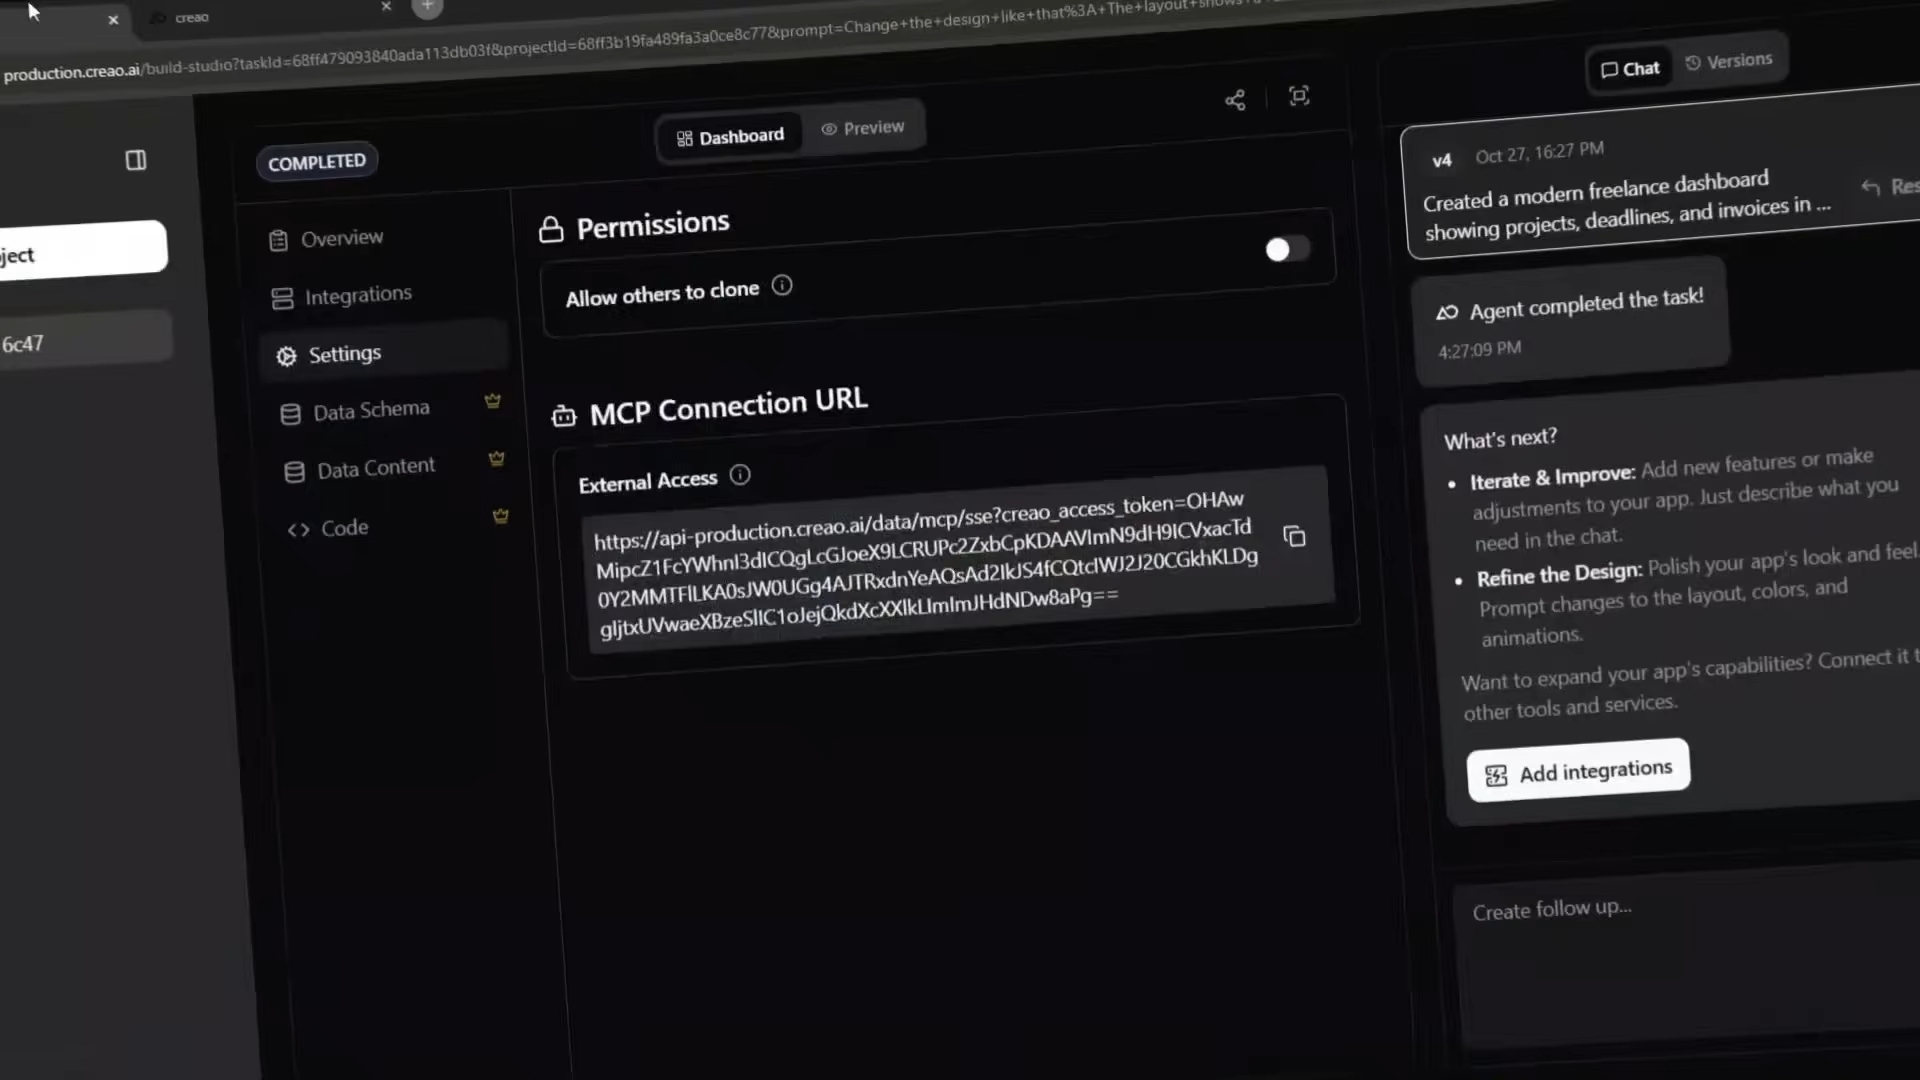 creao
production.creao.ai/build-studio?taskId=68ff479093840ada113db03f&projectId=68ff3b19fa489fa3a0ce8c77&prompt=Change+the+design+like+that%3A+The+layout+shows
Chat
Versions
Dashboard
Preview
COMPLETED
ject
6c47
Overview
Integrations
Settings
Data Schema
Data Content
Code
Permissions
Allow others to clone
MCP Connection URL
External Access
https://api-production.creao.ai/data/mcp/sse?creao_access_token=OHAw
MipcZ1FcYWhnI3dICQgLcGJoeX9LCRUPc2ZxbCpKDAAVImN9dH9ICVxacTd
0Y2MMTFlLKA0sJW0UGg4AJTRxdnYeAQsAd2IkJS4fCQtcIWJ2J20CGkhKLDg
gIjtxUVwaeXBzeSlIC1oJejQkdXcXXIkLImImJHdNDw8aPg==
v4
Oct 27, 16:27 PM
Created a modern freelance dashboard
showing projects, deadlines, and invoices in ...
Res
Agent completed the task!
4:27:09 PM
What's next?
• Iterate & Improve: Add new features or make
adjustments to your app. Just describe what you
need in the chat.
• Refine the Design: Polish your app's look and feel.
Prompt changes to the layout, colors, and
animations.
Want to expand your app's capabilities? Connect it t
other tools and services.
Add integrations
Create follow up...